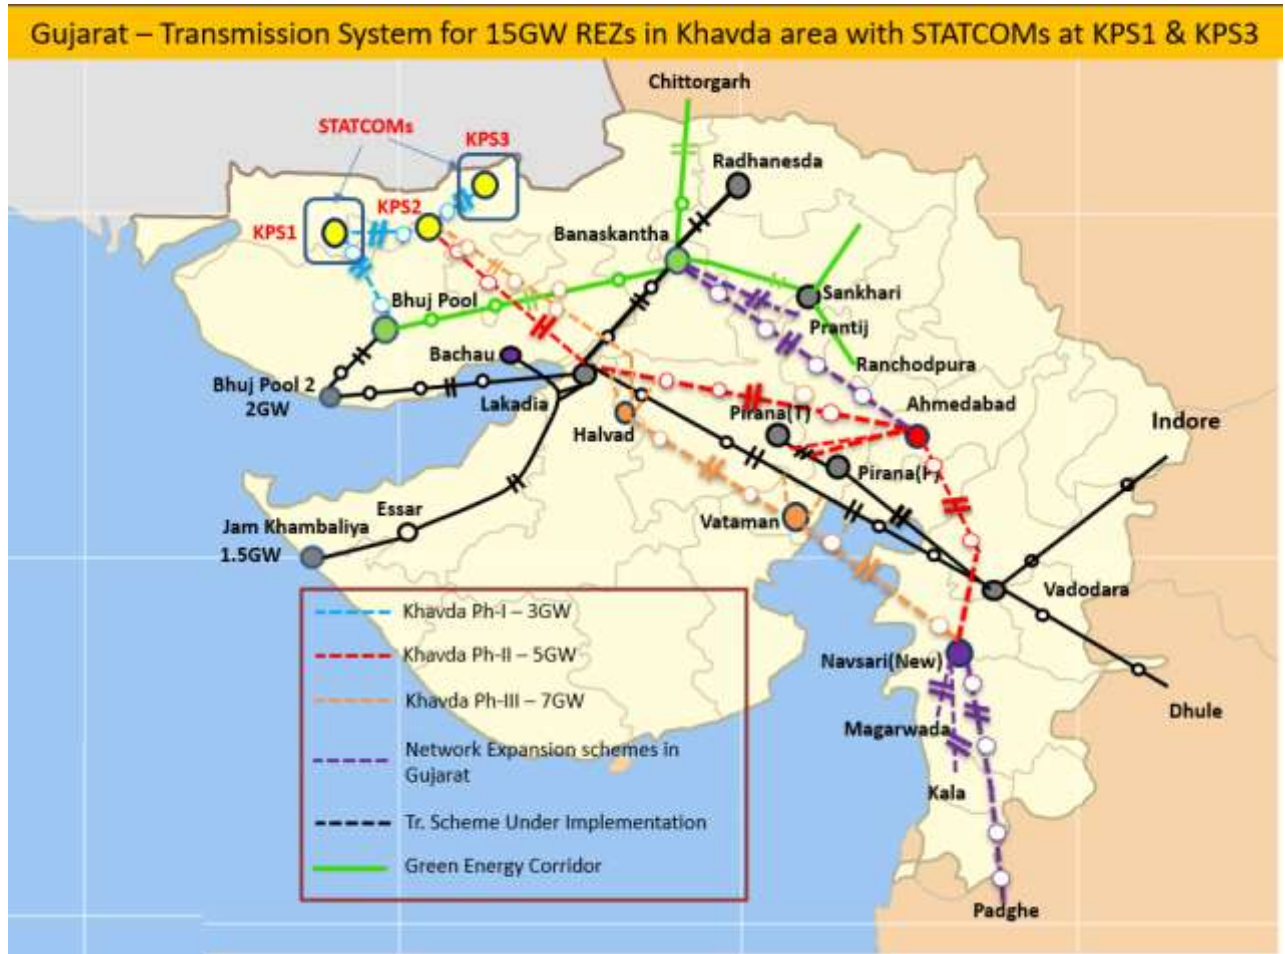 Gujarat – Transmission System for 15GW REZs in Khavda area with STATCOMs at KPS1 & KPS3
Chittorgarh
STATCOMs
KPS3
Radhanesda
KPS2
KPS1
Banaskantha
Bhuj Pool
Sankhari
Prantij
Bachau
Ranchodpura
Bhuj Pool 2
2GW
Lakadia
Ahmedabad
Pirana(T)
Halvad
Indore
Pirana(P)
Essar
Vataman
Jam Khambaliya
1.5GW
Vadodara
Khavda Ph-I – 3GW
Khavda Ph-II – 5GW
Navsari(New)
Khavda Ph-III – 7GW
Dhule
Magarwada
Network Expansion schemes in
Gujarat
Kala
Tr. Scheme Under Implementation
Green Energy Corridor
Padghe